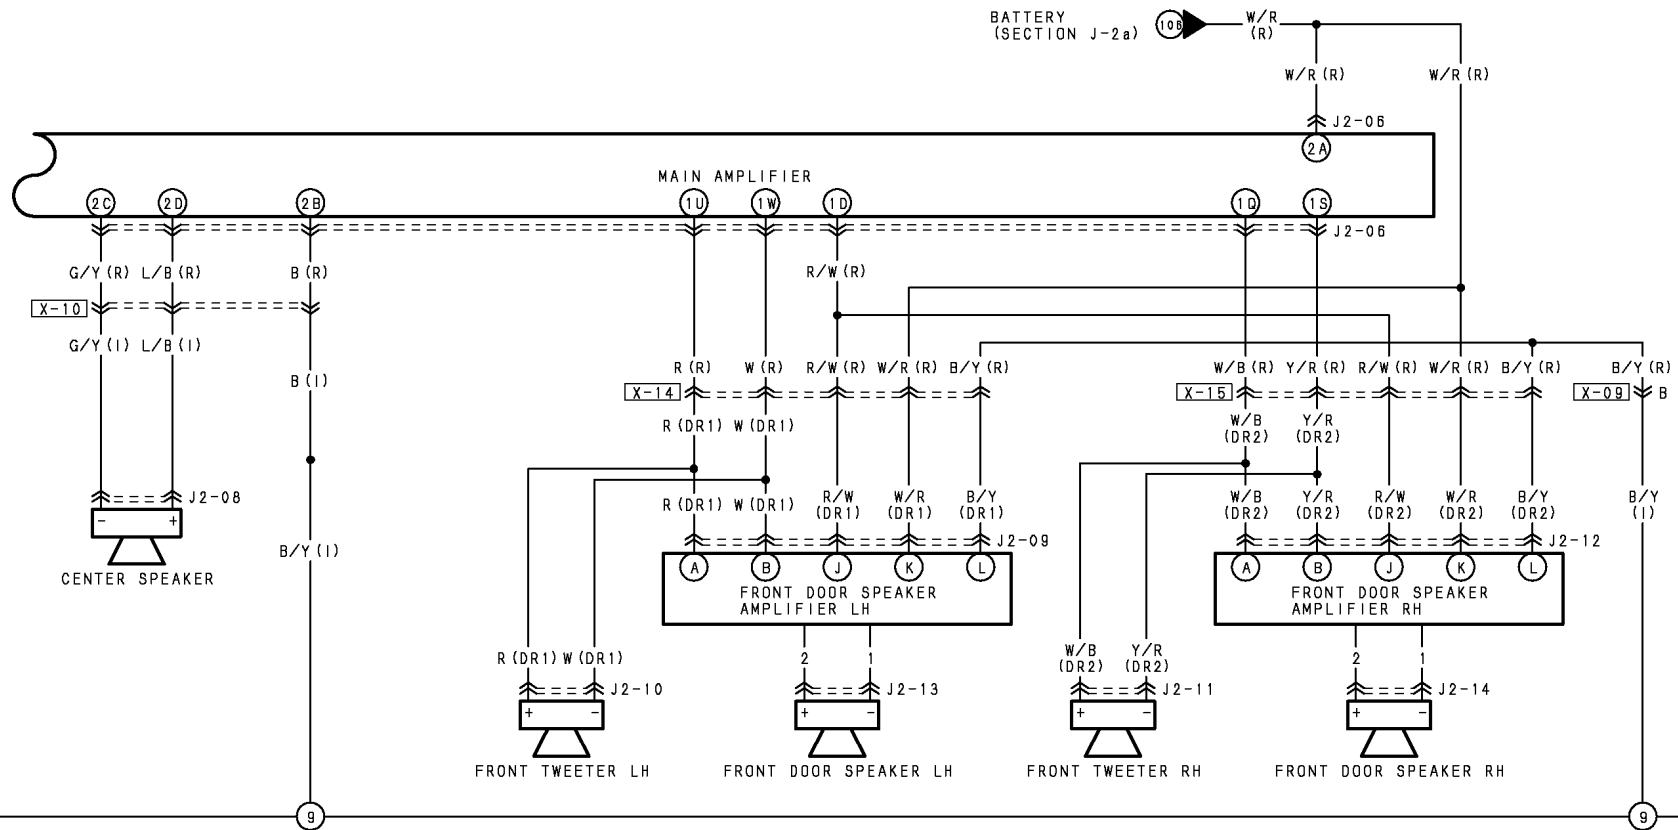 BATTERY
(SECTION J-2a)
10B
W/R
(R)
W/R (R)
W/R (R)
J2-06
2A
MAIN AMPLIFIER
2C
2D
2B
1U
1W
1D
1Q
1S
J2-06
G/Y (R)
L/B (R)
B (R)
R/W (R)
X-10
G/Y (I)
L/B (I)
B (I)
R (R)
W (R)
R/W (R)
W/R (R)
B/Y (R)
W/B (R)
Y/R (R)
R/W (R)
W/R (R)
B/Y (R)
B/Y (R)
X-14
X-15
X-09
B
R (DR1)
W (DR1)
W/B
(DR2)
Y/R
(DR2)
J2-08
-
+
CENTER SPEAKER
B/Y (I)
R (DR1)
W (DR1)
R/W
(DR1)
W/R
(DR1)
B/Y
(DR1)
W/B
(DR2)
Y/R
(DR2)
R/W
(DR2)
W/R
(DR2)
B/Y
(DR2)
B/Y
(I)
J2-09
J2-12
A
B
J
K
L
FRONT DOOR SPEAKER
AMPLIFIER LH
A
B
J
K
L
FRONT DOOR SPEAKER
AMPLIFIER RH
R (DR1)
W (DR1)
2
1
W/B
(DR2)
Y/R
(DR2)
2
1
J2-10
J2-13
J2-11
J2-14
+
-
+
-
+
-
+
-
FRONT TWEETER LH
FRONT DOOR SPEAKER LH
FRONT TWEETER RH
FRONT DOOR SPEAKER RH
9
9